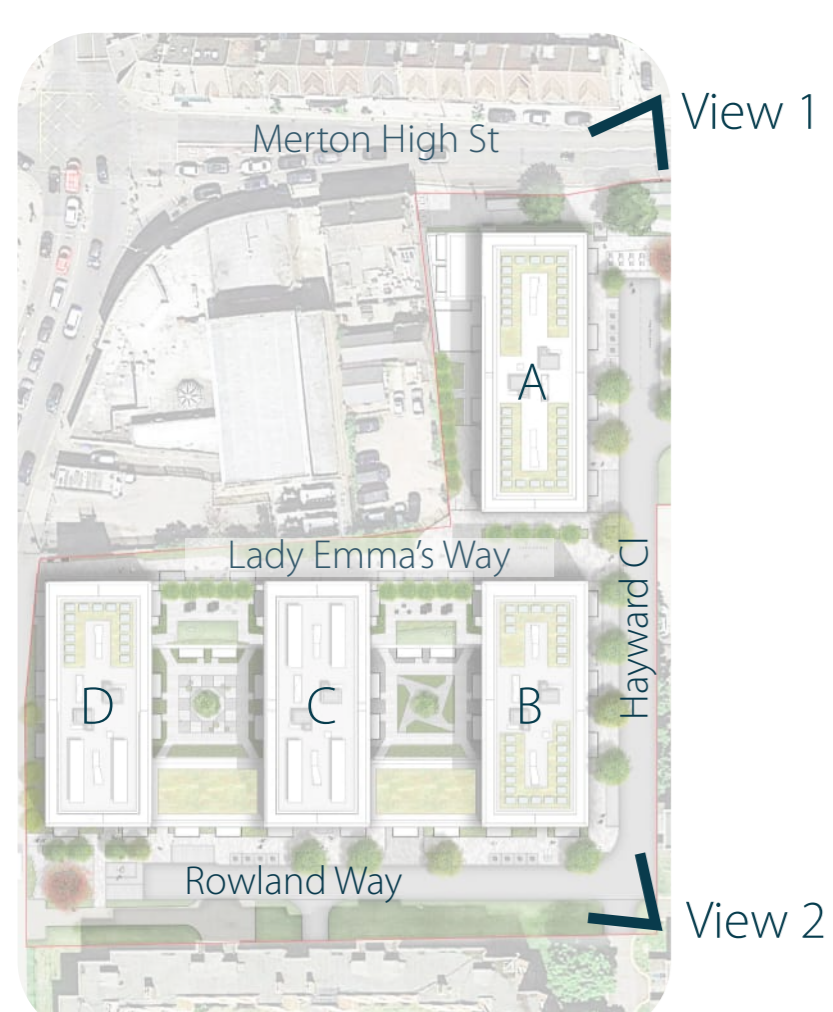 View 1
Merton High St
A
Lady Emma's Way
Hayward Cl
D
C
B
Rowland Way
View 2